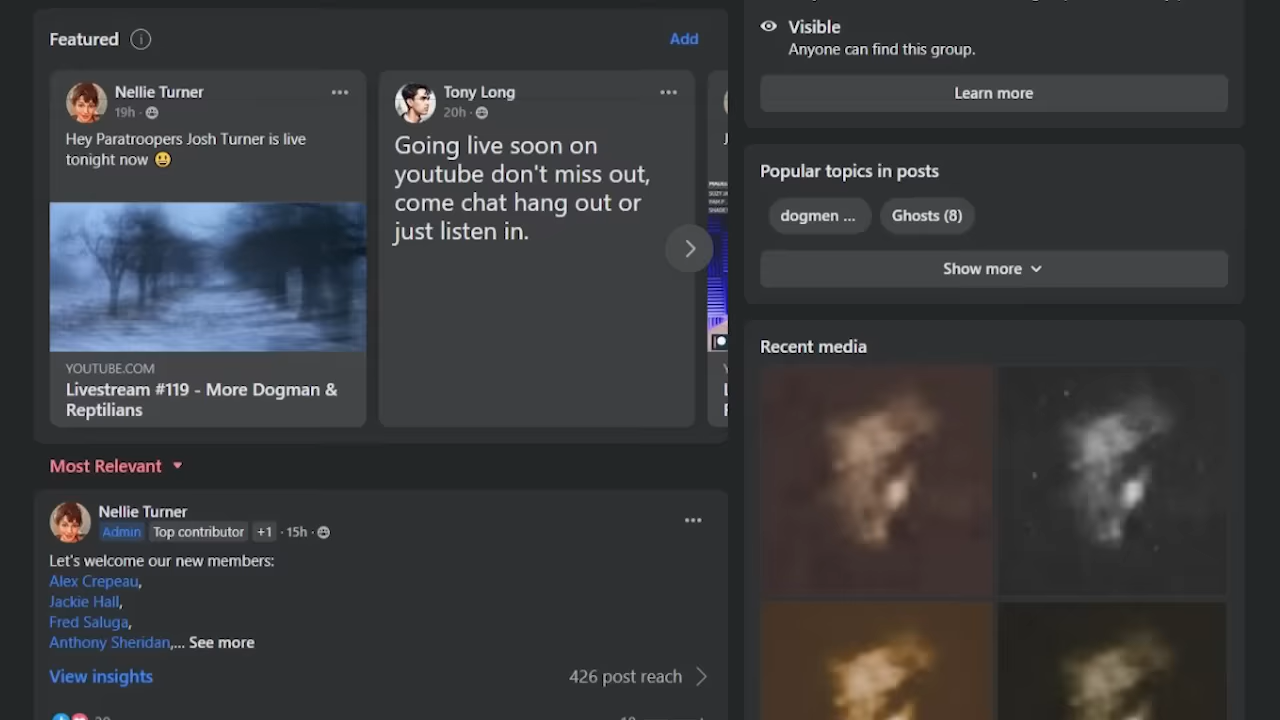 Featured
Add
Nellie Turner
19h ·
Hey Paratroopers Josh Turner is live
tonight now
YOUTUBE.COM
Livestream #119 - More Dogman &
Reptilians
Tony Long
20h ·
Going live soon on
youtube don't miss out,
come chat hang out or
just listen in.
Most Relevant
Nellie Turner
Admin Top contributor +1 · 15h ·
Let's welcome our new members:
Alex Crepeau,
Jackie Hall,
Fred Saluga,
Anthony Sheridan,... See more
View insights
426 post reach
Visible
Anyone can find this group.
Learn more
Popular topics in posts
dogmen ...
Ghosts (8)
Show more
Recent media